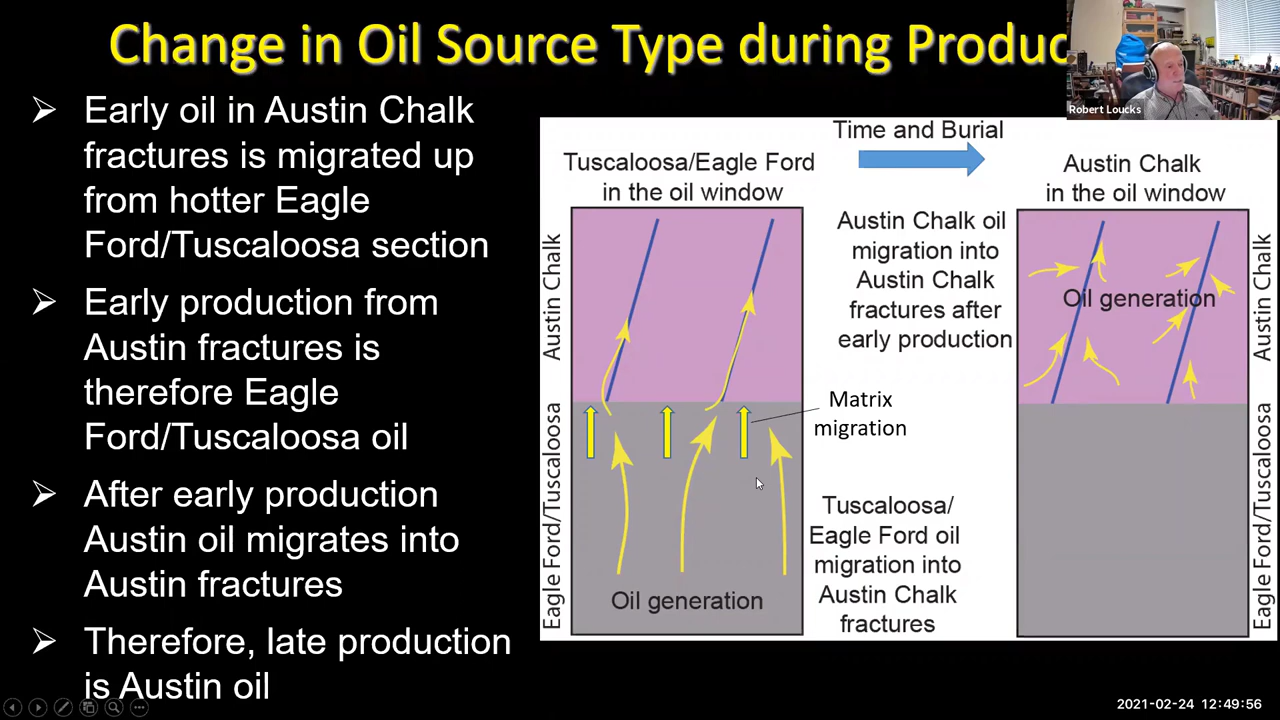 Change in Oil Source Type during Produc
Robert Loucks
➢ Early oil in Austin Chalk
fractures is migrated up
from hotter Eagle
Ford/Tuscaloosa section
➢ Early production from
Austin fractures is
therefore Eagle
Ford/Tuscaloosa oil
➢ After early production
Austin oil migrates into
Austin fractures
➢ Therefore, late production
is Austin oil
Time and Burial
Tuscaloosa/Eagle Ford
in the oil window
Austin Chalk
Eagle Ford/Tuscaloosa
Oil generation
Austin Chalk oil
migration into
Austin Chalk
fractures after
early production
Matrix
migration
Tuscaloosa/
Eagle Ford oil
migration into
Austin Chalk
fractures
Austin Chalk
in the oil window
Oil generation
Austin Chalk
Eagle Ford/Tuscaloosa
2021-02-24 12:49:56